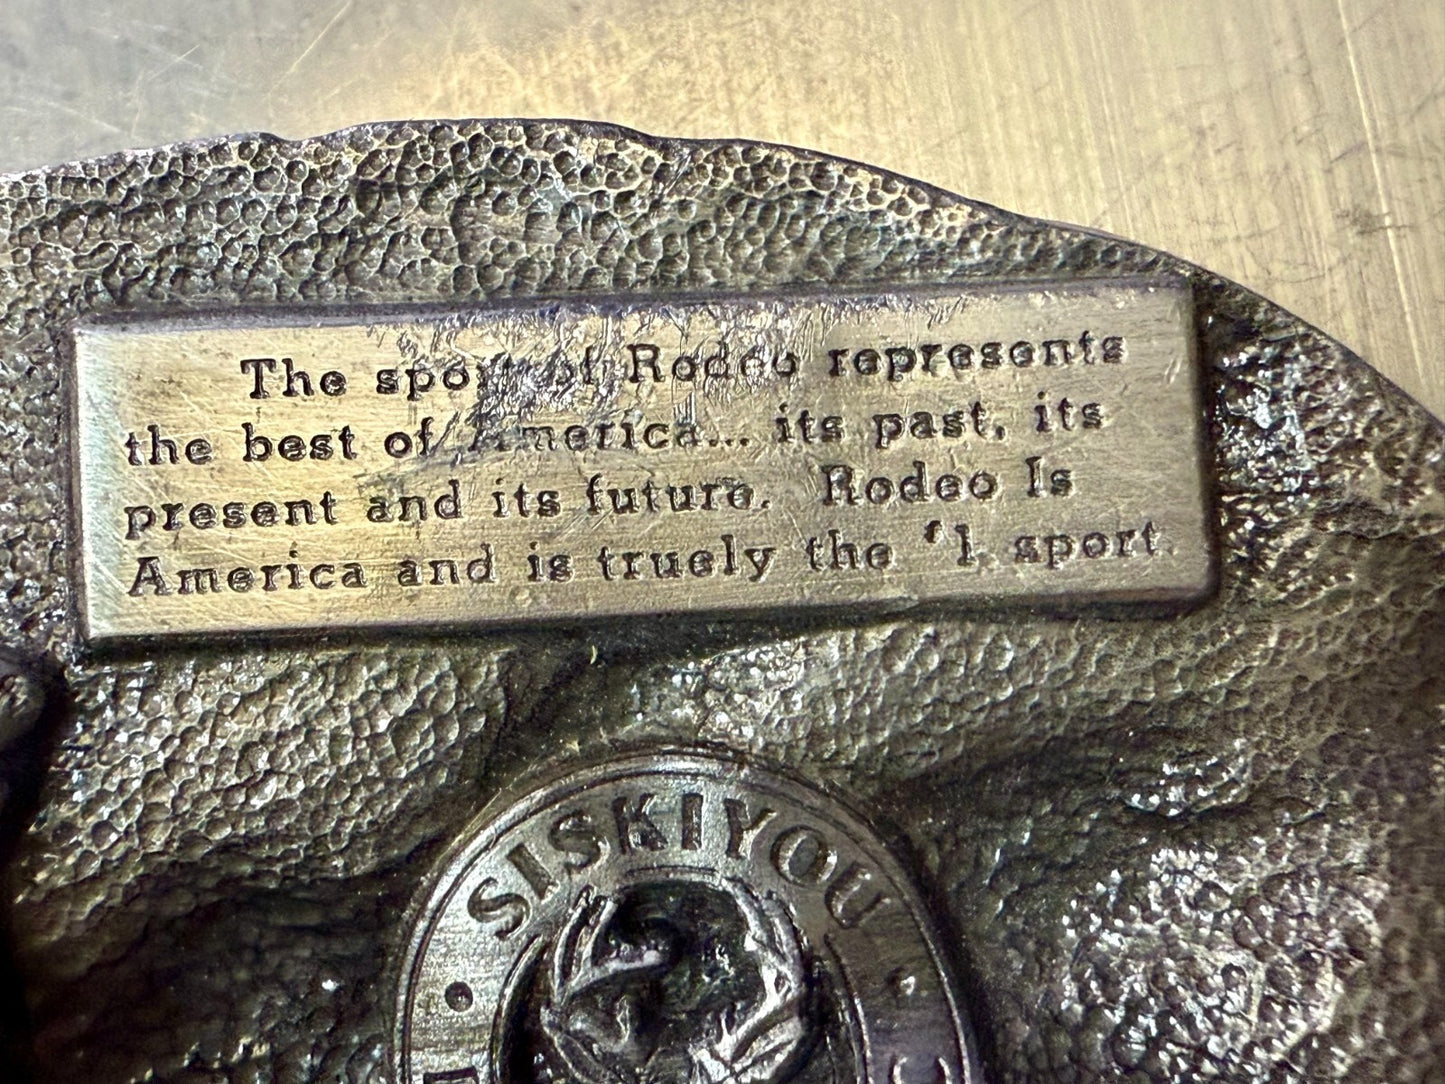 The sport of Rodeo represents
the best of America... its past, its
present and its future. Rodeo Is
America and is truely the '1 sport
SISKIYOU